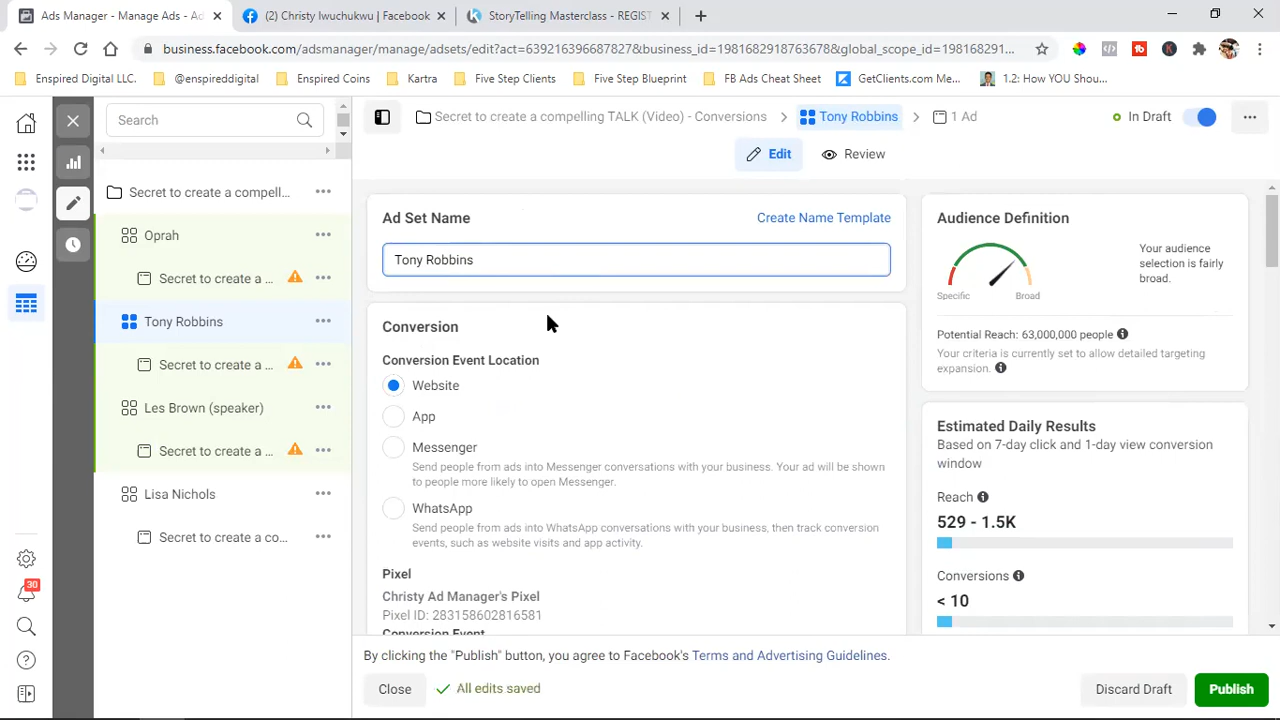 Ads Manager - Manage Ads - Ad
(2) Christy Iwuchukwu | Facebook
StoryTelling Masterclass - REGIST
business.facebook.com/adsmanager/manage/assets/edit?act=639216396687827&business_id=198168291876 3678&global_scope_id=198168291...
Enspired Digital LLC.
@enspireddigital
Enspired Coins
Kartra
Five Step Clients
Five Step Blueprint
FB Ads Cheat Sheet
GetClients.com Me...
1.2: How YOU Shou...
Search
Secret to create a compelling TALK (Video) - Conversions
Tony Robbins
1 Ad
In Draft
Edit
Review
Secret to create a compell...
Oprah
Secret to create a ...
Tony Robbins
Secret to create a ...
Les Brown (speaker)
Secret to create a ...
Lisa Nichols
Secret to create a co...
30
Ad Set Name
Create Name Template
Tony Robbins
Conversion
Conversion Event Location
Website
App
Messenger
Send people from ads into Messenger conversations with your business. Your ad will be shown
to people more likely to open Messenger.
WhatsApp
Send people from ads into WhatsApp conversations with your business, then track conversion
events, such as website visits and app activity.
Pixel
Christy Ad Manager's Pixel
Pixel ID: 283158602816581
Conversion Event
Audience Definition
Specific
Broad
Your audience
selection is fairly
broad.
Potential Reach: 63,000,000 people
Your criteria is currently set to allow detailed targeting
expansion.
Estimated Daily Results
Based on 7-day click and 1-day view conversion
window
Reach
529 - 1.5K
Conversions
< 10
By clicking the "Publish" button, you agree to Facebook's Terms and Advertising Guidelines.
Close
All edits saved
Discard Draft
Publish